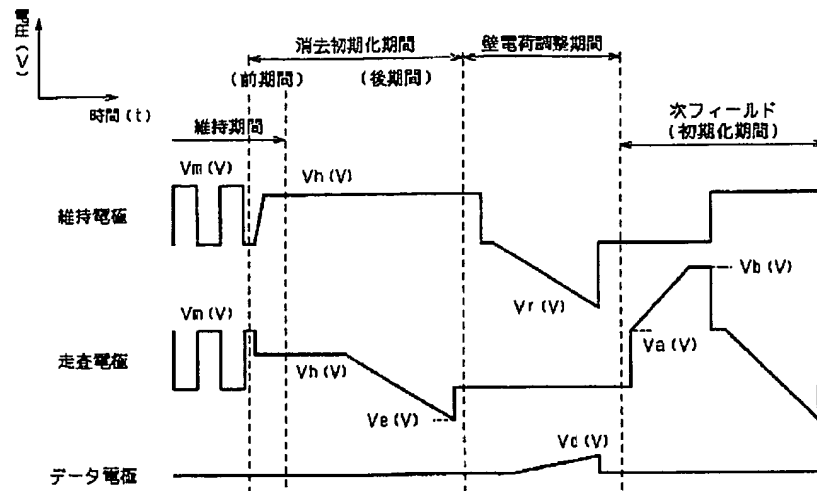 電圧(V)
時間(t)
消去初期化期間
壁電荷調整期間
(前期間)
(後期間)
維持期間
次フィールド
(初期化期間)
Vm(V)
Vh(V)
維持電極
Vr(V)
Vb(V)
Vm(V)
Va(V)
走査電極
Vh(V)
Ve(V)
Vd(V)
データ電極